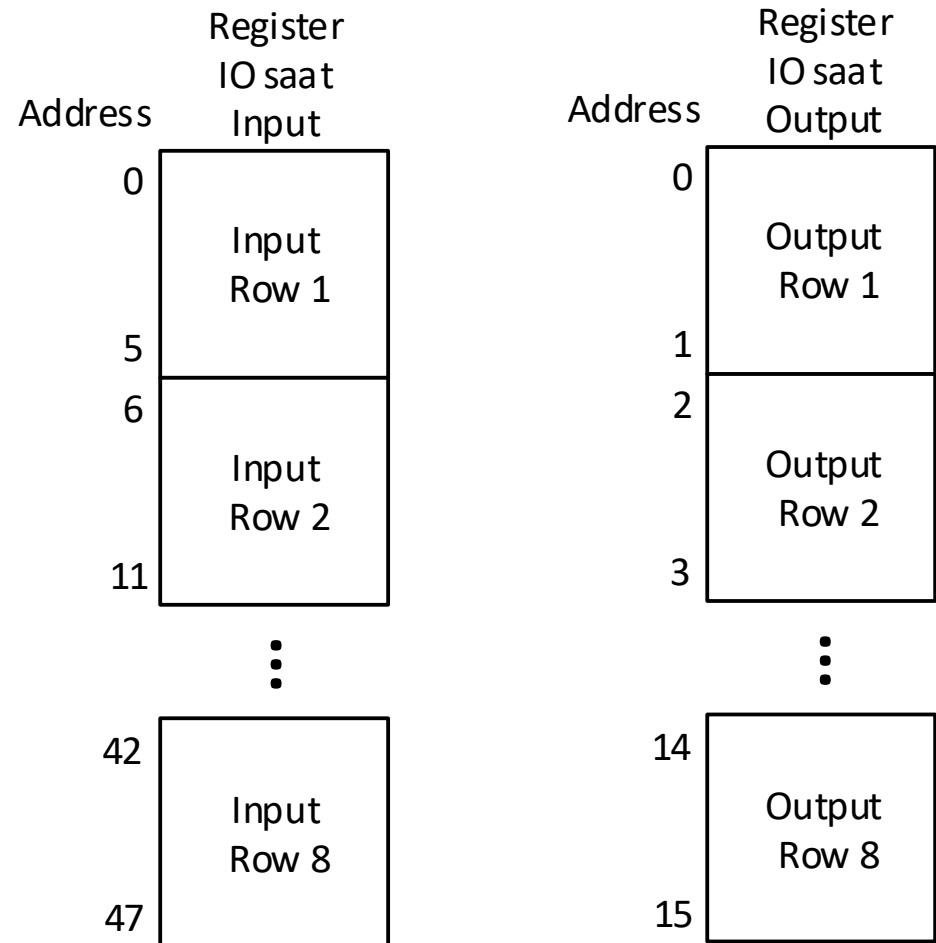 Register
IO saat
Input
Address
0
Input
Row 1
5
6
Input
Row 2
11
42
Input
Row 8
47
Register
IO saat
Output
Address
0
Output
Row 1
1
2
Output
Row 2
3
14
Output
Row 8
15